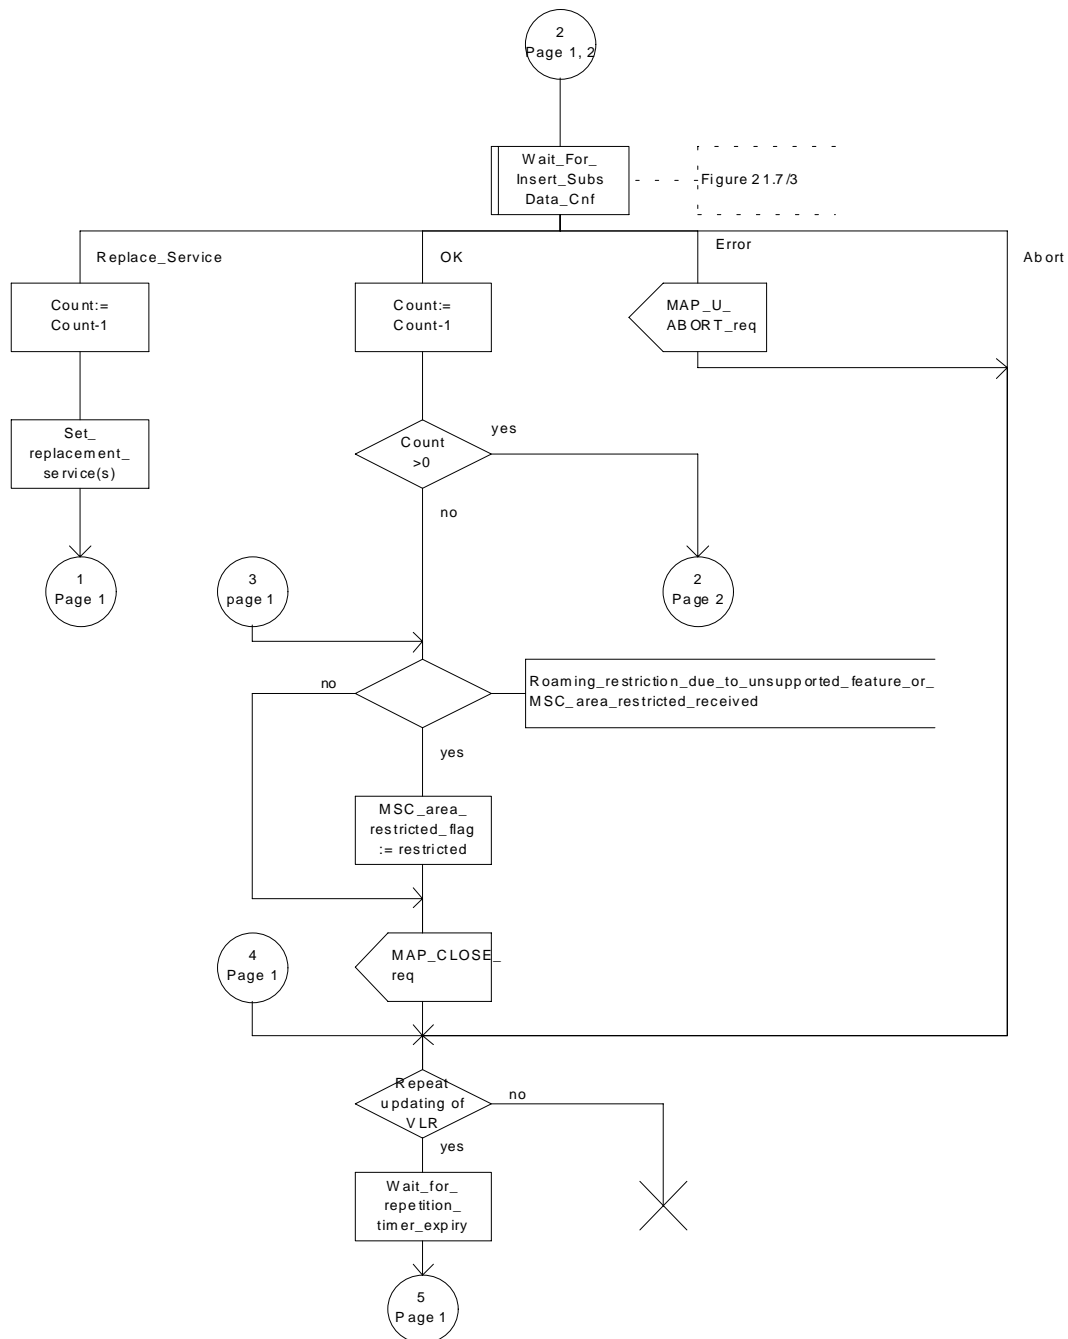 2
Page 1, 2
Wait_For_
Insert_Subs
Data_Cnf
Figure 21.7/3
Replace_Service
OK
Error
Abort
Count:=
Count-1
Count:=
Count-1
MAP_U_
ABORT_req
Set_
replacement_
service(s)
Count
>0
yes
no
1
Page 1
3
page 1
2
Page 2
no
Roaming_restriction_due_to_unsupported_feature_or_
MSC_area_restricted_received
yes
MSC_area_
restricted_flag
:= restricted
4
Page 1
MAP_CLOSE_
req
Repeat
updating of
VLR
no
yes
Wait_for_
repetition_
timer_expiry
5
Page 1